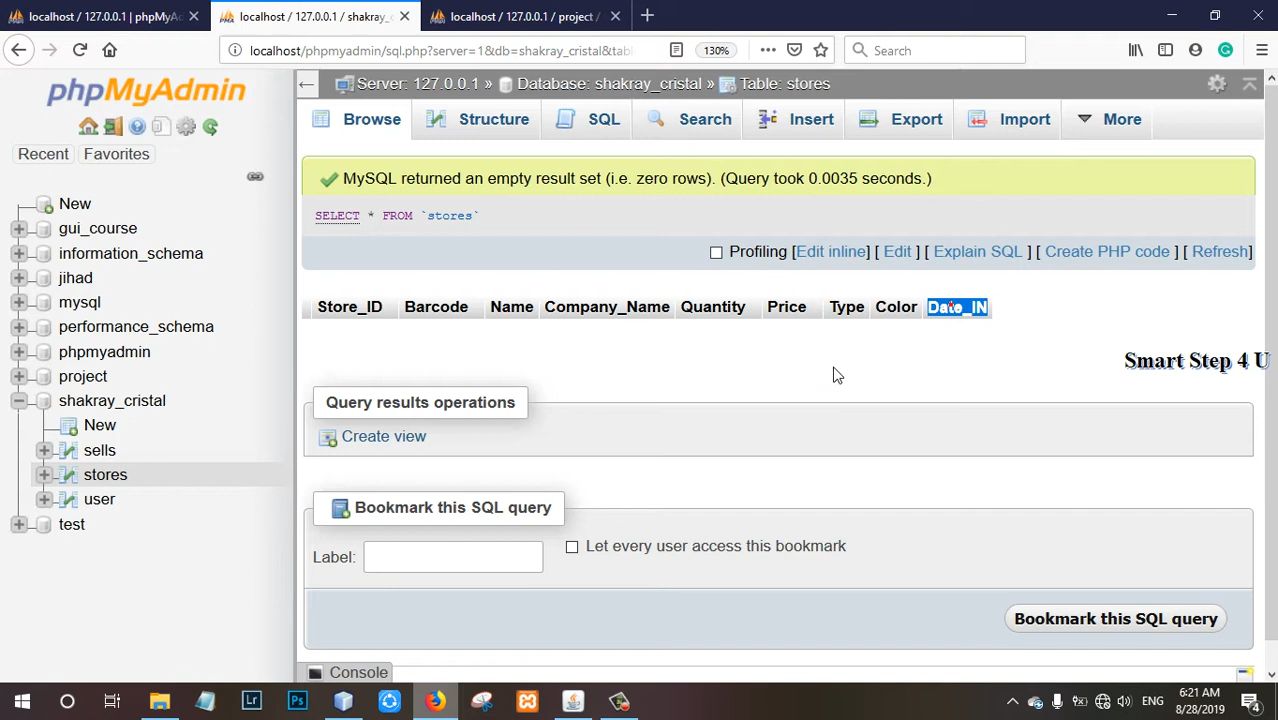 localhost / 127.0.0.1 | phpMyAd
localhost / 127.0.0.1 / shakray_c
localhost / 127.0.0.1 / project /
localhost/phpmyadmin/sql.php?server=1&db=shakray_cristal&table
130%
Search
phpMyAdmin
Recent
Favorites
New
gui_course
information_schema
jihad
mysql
performance_schema
phpmyadmin
project
shakray_cristal
New
sells
stores
user
test
Server: 127.0.0.1 » Database: shakray_cristal » Table: stores
Browse Structure SQL Search Insert Export Import More
MySQL returned an empty result set (i.e. zero rows). (Query took 0.0035 seconds.)
SELECT * FROM `stores`
Profiling [Edit inline] [ Edit ] [ Explain SQL ] [ Create PHP code ] [ Refresh]
Store_ID Barcode Name Company_Name Quantity Price Type Color Date_IN
Smart Step 4 U
Query results operations
Create view
Bookmark this SQL query
Label:
Let every user access this bookmark
Bookmark this SQL query
Console
Lr
Ps
ENG
6:21 AM
8/28/2019
4